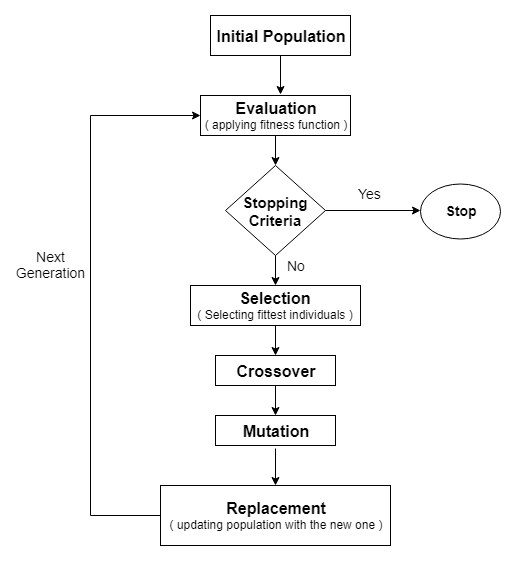 Initial Population
Evaluation
( applying fitness function )
Stopping
Criteria
Yes
Stop
No
Next
Generation
Selection
( Selecting fittest individuals )
Crossover
Mutation
Replacement
( updating population with the new one )